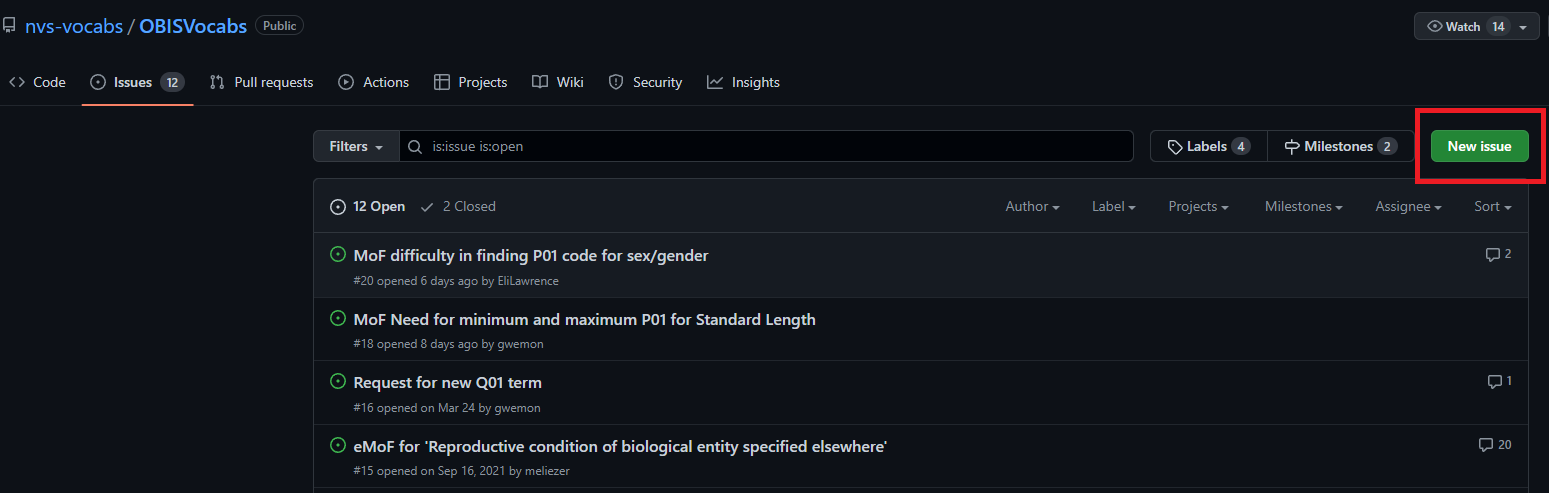 nvs-vocabs / OBISVocabs Public
Watch 14
Code Issues 12 Pull requests Actions Projects Wiki Security Insights
Filters is:issue is:open Labels 4 Milestones 2 New issue
12 Open 2 Closed Author Label Projects Milestones Assignee Sort
MoF difficulty in finding P01 code for sex/gender 2
#20 opened 6 days ago by EliLawrence
MoF Need for minimum and maximum P01 for Standard Length
#18 opened 8 days ago by gwemon
Request for new Q01 term 1
#16 opened on Mar 24 by gwemon
eMoF for 'Reproductive condition of biological entity specified elsewhere' 20
#15 opened on Sep 16, 2021 by meliezer